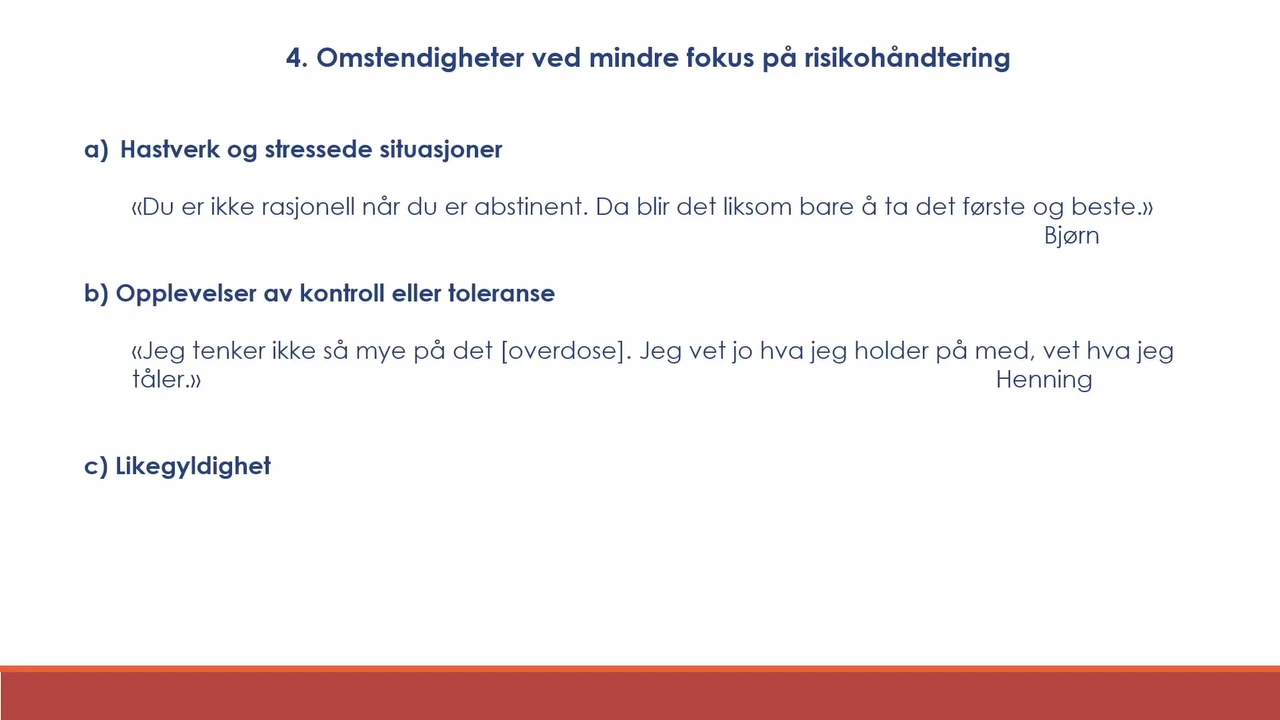 4. Omstendigheter ved mindre fokus på risikohåndtering
a) Hastverk og stressede situasjoner
«Du er ikke rasjonell når du er abstinent. Da blir det liksom bare å ta det første og beste.»
Bjørn
b) Opplevelser av kontroll eller toleranse
«Jeg tenker ikke så mye på det [overdose]. Jeg vet jo hva jeg holder på med, vet hva jeg
tåler.» Henning
c) Likegyldighet